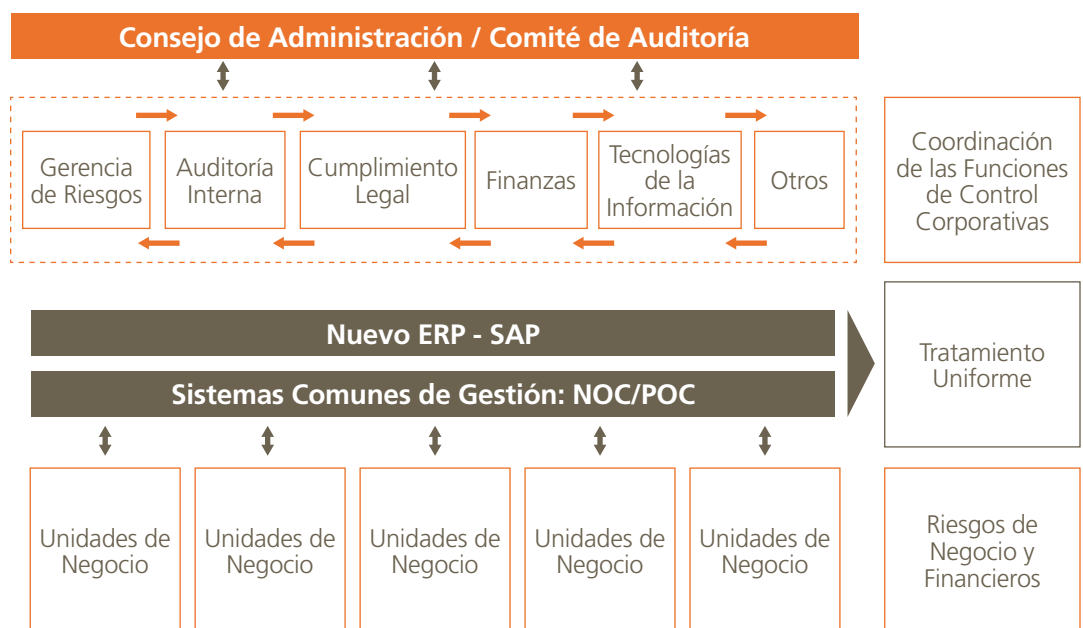 Consejo de Administración / Comité de Auditoría
Gerencia
de Riesgos
Auditoría
Interna
Cumplimiento
Legal
Finanzas
Tecnologías
de la
Información
Otros
Coordinación
de las Funciones
de Control
Corporativas
Nuevo ERP - SAP
Sistemas Comunes de Gestión: NOC/POC
Tratamiento
Uniforme
Unidades de
Negocio
Unidades de
Negocio
Unidades de
Negocio
Unidades de
Negocio
Unidades de
Negocio
Riesgos de
Negocio y
Financieros